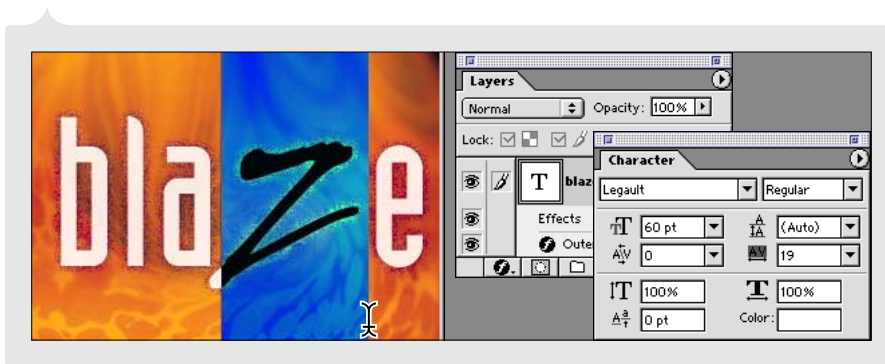 blaze
Layers
Normal Opacity: 100%
Lock:
T blaz
Effects
Oute
Character
Legault Regular
60 pt (Auto)
0 19
100% 100%
0 pt Color: